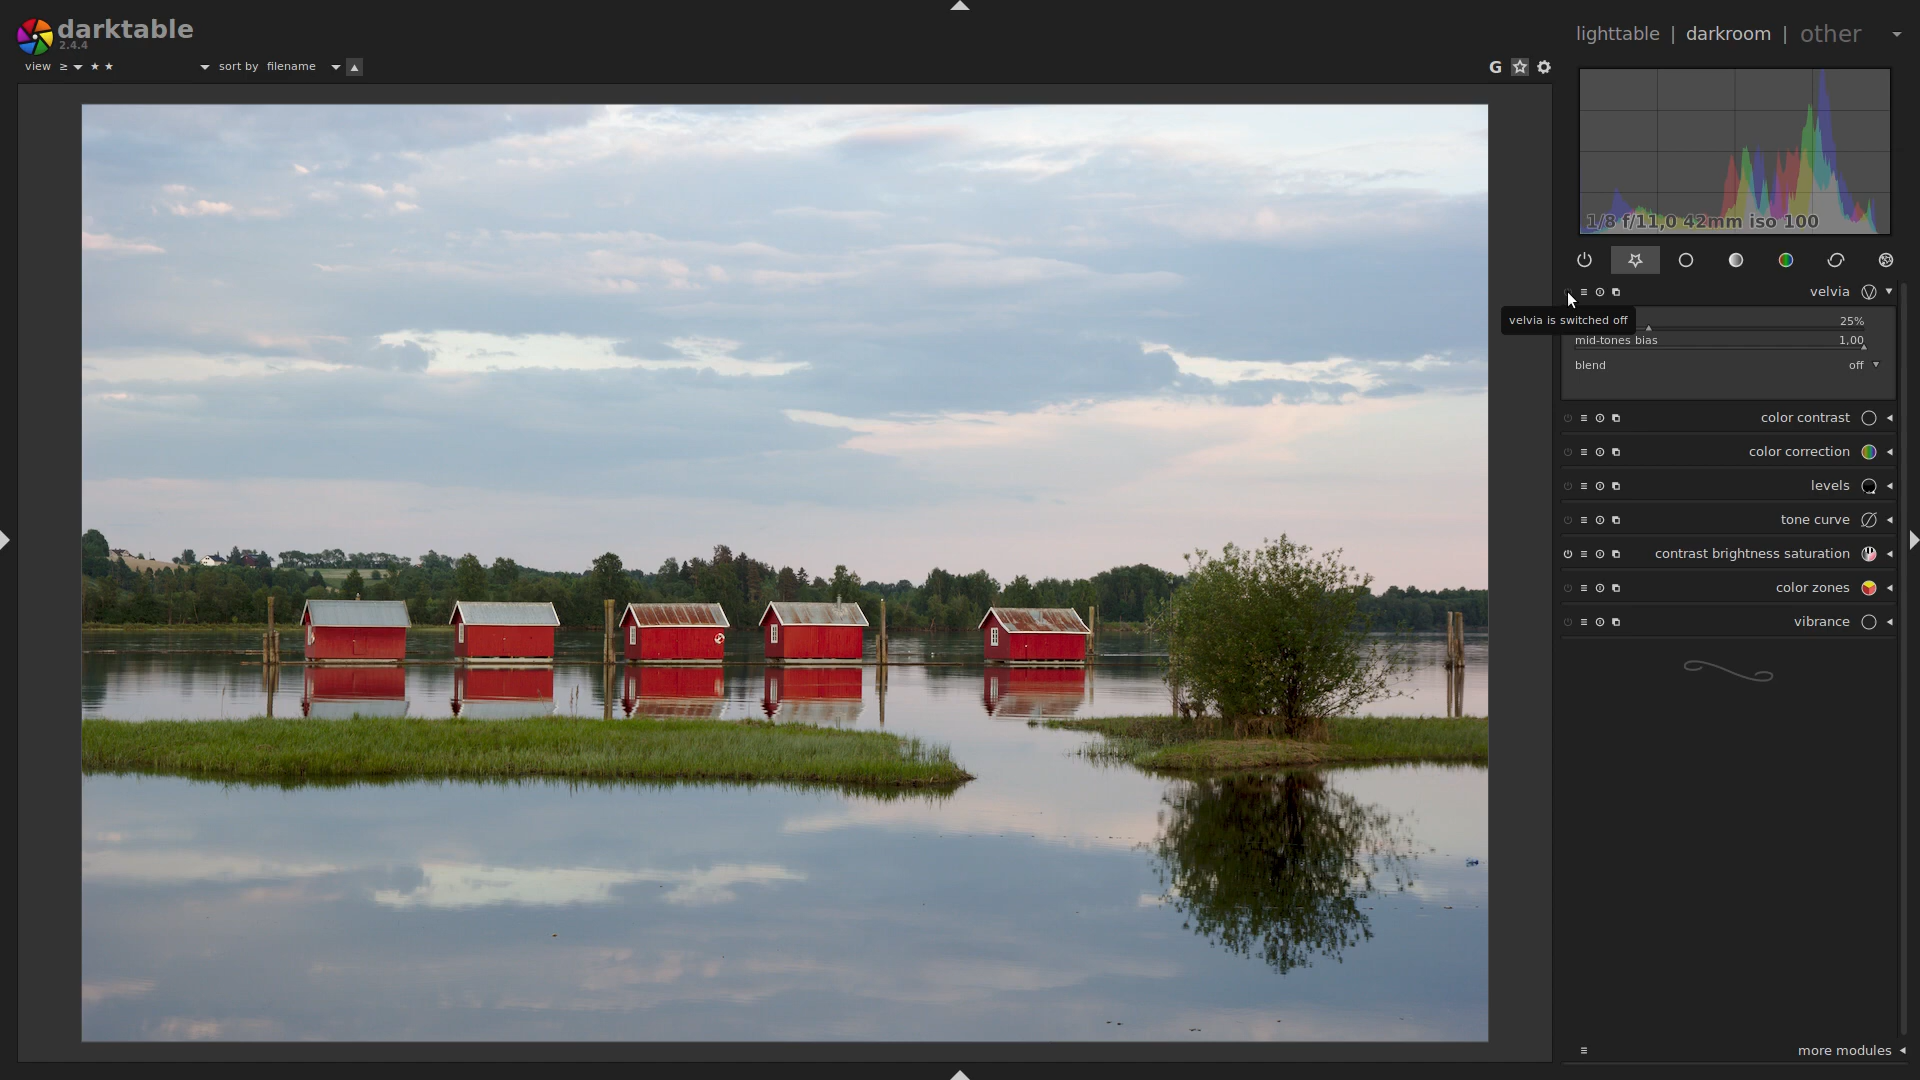 darktable
2.4.4
lighttable | darkroom | other
view ≥ ★ ★ sort by filename
G
1/8 f/11,0 42mm iso 100
velvia
velvia is switched off
25%
mid-tones bias 1,00
blend off
color contrast
color correction
levels
tone curve
contrast brightness saturation
color zones
vibrance
more modules